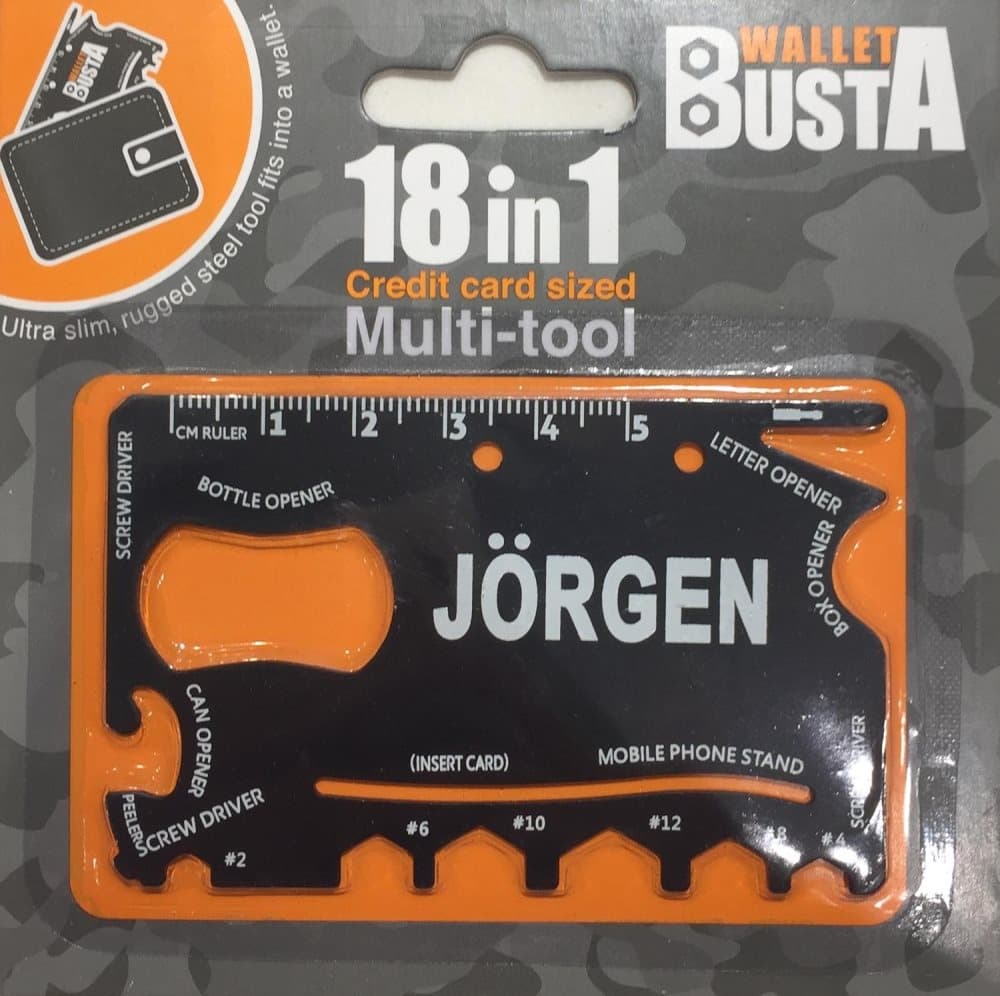 WALLET
BUSTA
WALLET
BUSTA
Ultra slim, rugged steel tool fits into a wallet.
18 in 1
Credit card sized
Multi-tool
CM RULER 1 2 3 4 5
SCREW DRIVER
BOTTLE OPENER
LETTER OPENER
BOX OPENER
JÖRGEN
CAN OPENER
(INSERT CARD)
MOBILE PHONE STAND
PEELER
SCREW DRIVER
#2
#6
#10
#12